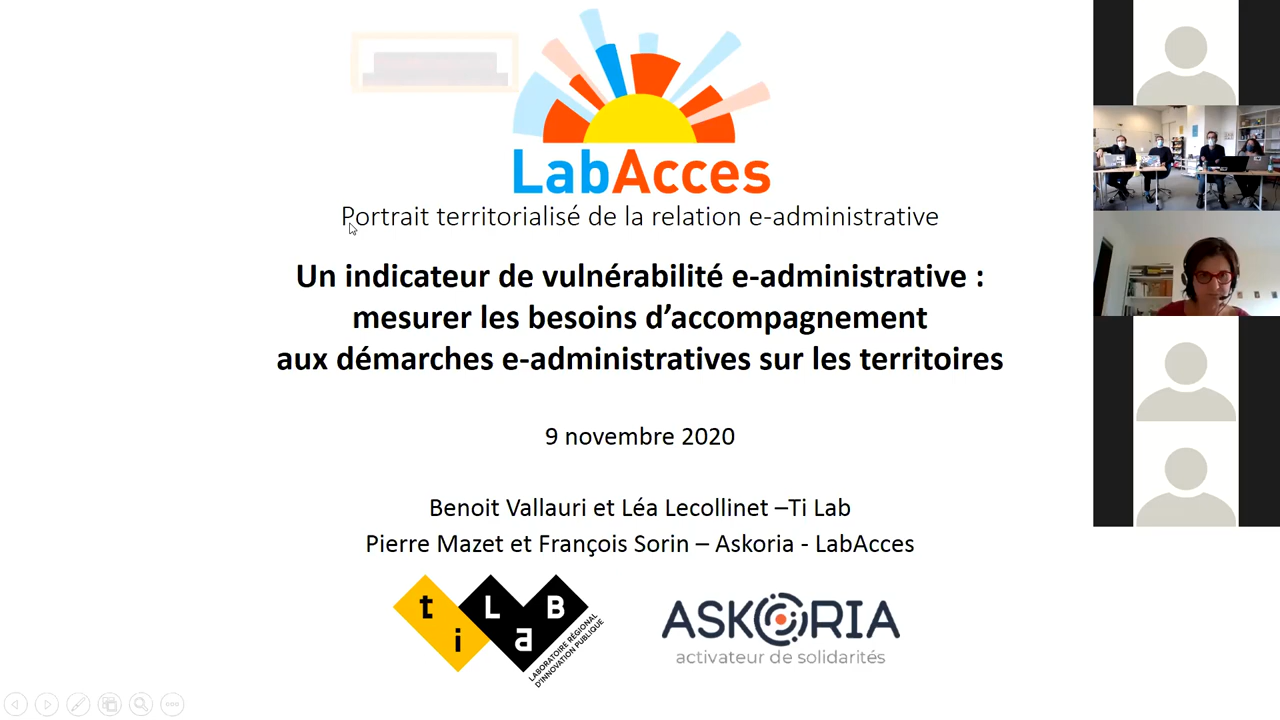 LabAcces
Portrait territorialisé de la relation e-administrative
Un indicateur de vulnérabilité e-administrative :
mesurer les besoins d’accompagnement
aux démarches e-administratives sur les territoires
9 novembre 2020
Benoit Vallauri et Léa Lecollinet –Ti Lab
Pierre Mazet et François Sorin – Askoria - LabAcces
ti LaB
LABORATOIRE RÉGIONAL
D'INNOVATION PUBLIQUE
ASKORIA
activateur de solidarités